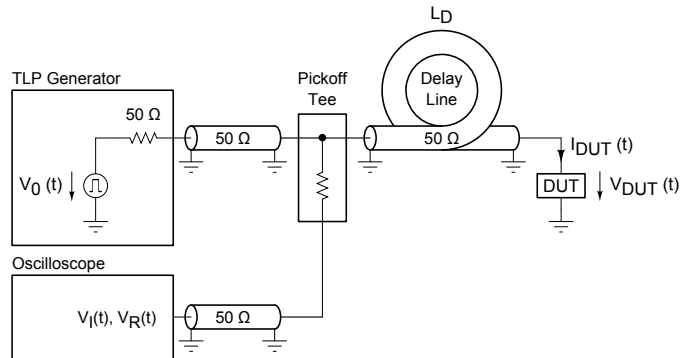 L_D
TLP Generator
Pickoff
Tee
Delay
Line
50 Ω
50 Ω
50 Ω
I_DUT (t)
V_0 (t)
DUT
V_DUT (t)
Oscilloscope
V_I(t), V_R(t)
50 Ω